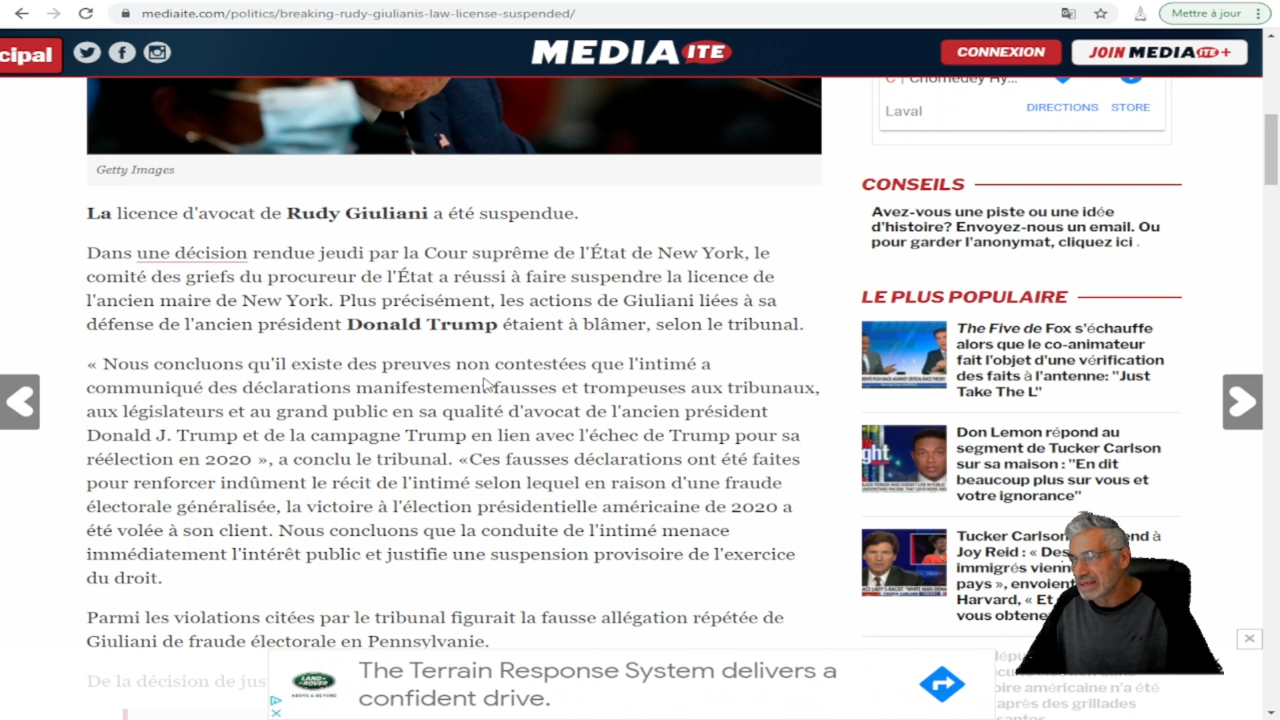 mediaite.com/politics/breaking-rudy-giulianis-law-license-suspended/
Mettre à jour
cipal
MEDIAITE
CONNEXION
JOIN MEDIAITE+
Laval
DIRECTIONS
STORE
Getty Images
La licence d'avocat de Rudy Giuliani a été suspendue.
Dans une décision rendue jeudi par la Cour suprême de l'État de New York, le
comité des griefs du procureur de l'État a réussi à faire suspendre la licence de
l'ancien maire de New York. Plus précisément, les actions de Giuliani liées à sa
défense de l'ancien président Donald Trump étaient à blâmer, selon le tribunal.
« Nous concluons qu'il existe des preuves non contestées que l'intimé a
communiqué des déclarations manifestement fausses et trompeuses aux tribunaux,
aux législateurs et au grand public en sa qualité d'avocat de l'ancien président
Donald J. Trump et de la campagne Trump en lien avec l'échec de Trump pour sa
réélection en 2020 », a conclu le tribunal. «Ces fausses déclarations ont été faites
pour renforcer indûment le récit de l'intimé selon lequel en raison d'une fraude
électorale généralisée, la victoire à l'élection présidentielle américaine de 2020 a
été volée à son client. Nous concluons que la conduite de l'intimé menace
immédiatement l'intérêt public et justifie une suspension provisoire de l'exercice
du droit.
Parmi les violations citées par le tribunal figurait la fausse allégation répétée de
Giuliani de fraude électorale en Pennsylvanie.
De la décision de jus
CONSEILS
Avez-vous une piste ou une idée
d'histoire? Envoyez-nous un email. Ou
pour garder l'anonymat, cliquez ici .
LE PLUS POPULAIRE
The Five de Fox s'échauffe
alors que le co-animateur
fait l'objet d'une vérification
des faits à l'antenne: "Just
Take The L"
Don Lemon répond au
segment de Tucker Carlson
sur sa maison : "En dit
beaucoup plus sur vous et
votre ignorance"
Tucker Carlson end à
Joy Reid : « Des
immigrés vienn
pays », envoient
Harvard, « Et
vous obtene
oire américaine n'a été
après des grillades
LAND-ROVER
ABOVE & BEYOND
The Terrain Response System delivers a
confident drive.